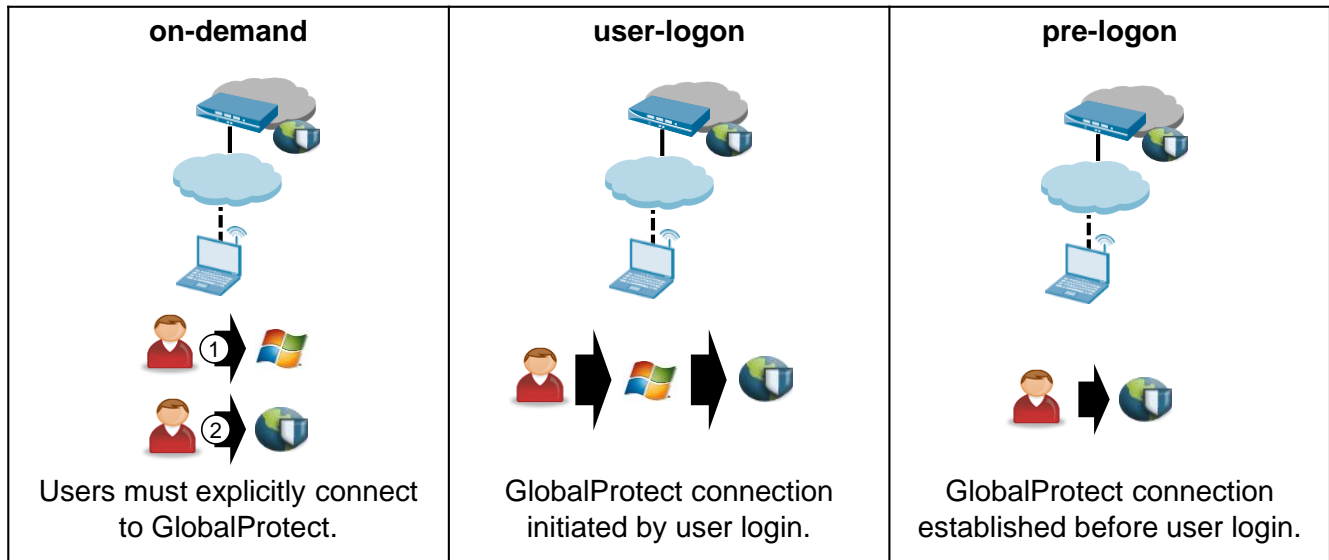 on-demand
1
2
Users must explicitly connect
to GlobalProtect.
user-logon
GlobalProtect connection
initiated by user login.
pre-logon
GlobalProtect connection
established before user login.